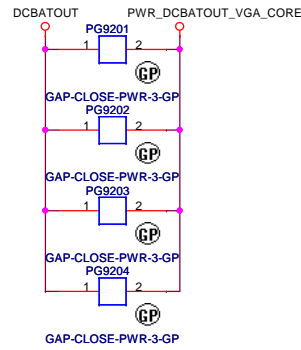 DCBATOUT PWR_DCBATOUT_VGA_CORE
PG9201
1 2
GP
GAP-CLOSE-PWR-3-GP
PG9202
1 2
GP
GAP-CLOSE-PWR-3-GP
PG9203
1 2
GP
GAP-CLOSE-PWR-3-GP
PG9204
1 2
GP
GAP-CLOSE-PWR-3-GP